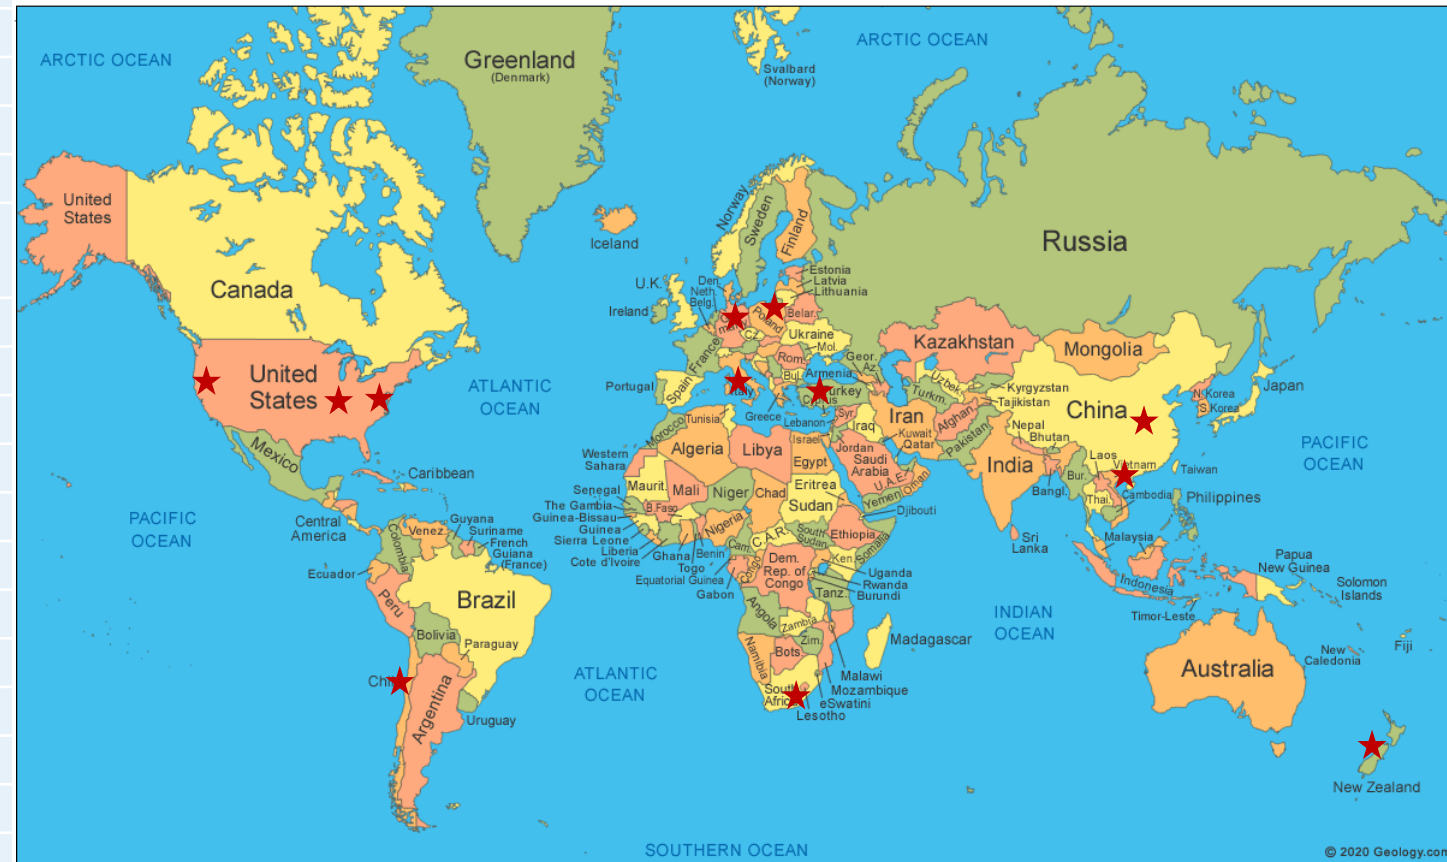 ARCTIC OCEAN
Greenland
(Denmark)
ARCTIC OCEAN
Svalbard
(Norway)
United
States
Canada
Iceland
Norway
Sweden
Finland
Russia
Estonia
Latvia
Lithuania
U.K.
Ireland
Den.
Neth.
Belg.
Poland
Belar.
CZ.
Ukraine
Mol.
France
Rom.
Bul.
Geor.
Az.
Armenia
Kazakhstan
Mongolia
Uzbek.
Turkm.
Kyrgyzstan
Tajikistan
United
States
ATLANTIC
OCEAN
Portugal
Spain
Italy
Greece
Turkey
Cyprus
Lebanon
Syr.
Israel
Iraq
Iran
Afghan.
Pakistan
Kuwait
Qatar
Jordan
Saudi
Arabia
U.A.E.
Oman
Yemen
China
N. Korea
S. Korea
Japan
Nepal
Bhutan
India
Bangl.
Bur.
Laos
Vietnam
Thai.
Cambodia
Taiwan
Philippines
PACIFIC
OCEAN
Mexico
Caribbean
Central
America
PACIFIC
OCEAN
Morocco
Tunisia
Algeria
Libya
Egypt
Western
Sahara
Maurit.
Mali
Niger
Chad
Eritrea
Sudan
Djibouti
Senegal
The Gambia
Guinea-Bissau
Guinea
Sierra Leone
Liberia
Cote d'Ivoire
B.Faso
Ghana
Togo
Benin
Nigeria
Cam.
C.A.R.
South
Sudan
Ethiopia
Somalia
Equatorial Guinea
Gabon
Congo
Dem.
Rep. of
Congo
Ken.
Uganda
Rwanda
Burundi
Tanz.
Venez.
Guyana
Suriname
French
Guiana
(France)
Colombia
Ecuador
Peru
Brazil
Bolivia
Paraguay
Argentina
Uruguay
ATLANTIC
OCEAN
Angola
Zambia
Zim.
Namibia
Bots.
Malawi
Mozambique
eSwatini
Lesotho
Madagascar
INDIAN
OCEAN
Sri
Lanka
Malaysia
Indonesia
Timor-Leste
Papua
New Guinea
Solomon
Islands
Australia
New
Caledonia
Fiji
New Zealand
SOUTHERN OCEAN
© 2020 Geology.com